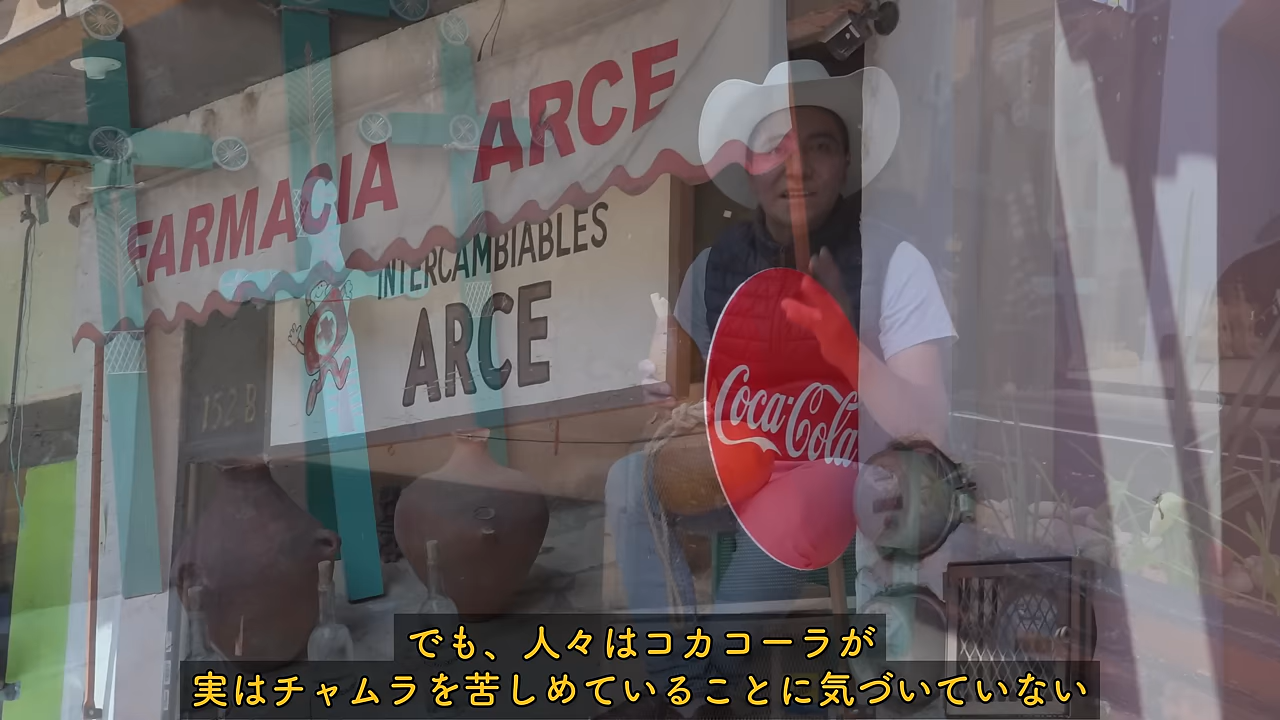 FARMACIA ARCE
INTERCAMBIABLES
ARCE
152 B
Coca-Cola
でも、人々はコカコーラが
実はチャムラを苦しめていることに気づいていない